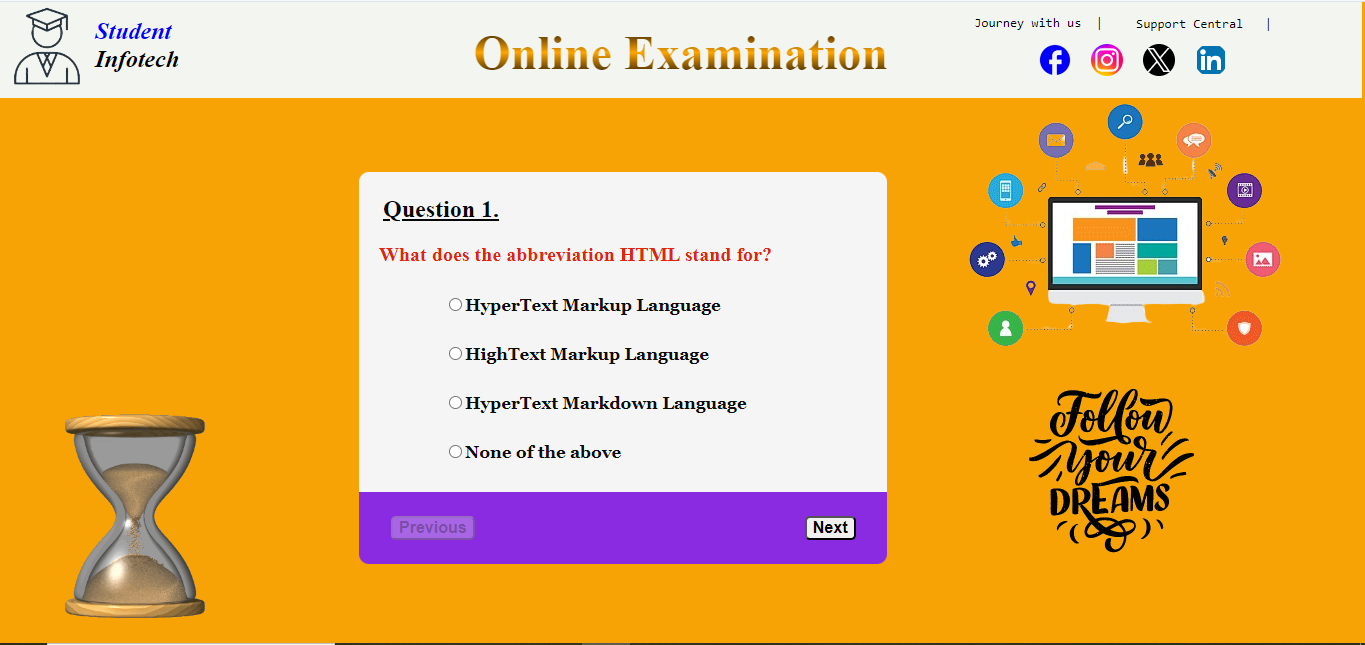 Student
Infotech
Online Examination
Journey with us |
Support Central |
Question 1.
What does the abbreviation HTML stand for?
HyperText Markup Language
HighText Markup Language
HyperText Markdown Language
None of the above
Previous
Next
Follow
Your
DREAMS